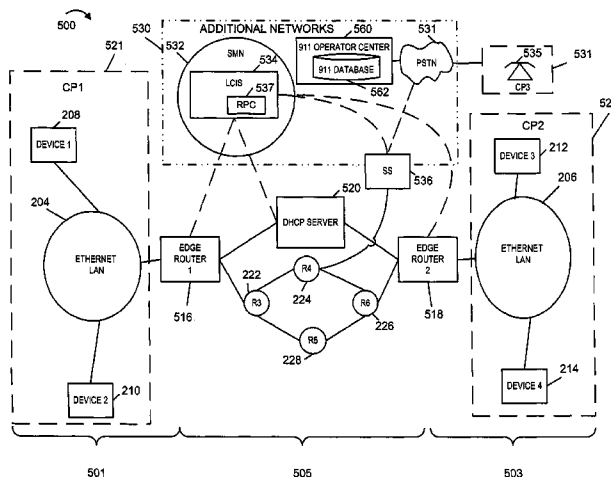 500
521
530
532
ADDITIONAL NETWORKS
560
531
534
SMN
LCIS
537
RPC
911 OPERATOR CENTER
911 DATABASE
562
PSTN
535
531
CP3
CP1
208
DEVICE 1
204
ETHERNET
LAN
DEVICE 2
210
EDGE
ROUTER
1
516
520
DHCP SERVER
SS
536
222
R3
R4
224
R5
228
R6
226
EDGE
ROUTER
2
518
CP2
52
DEVICE 3
212
206
ETHERNET
LAN
DEVICE 4
214
501
505
503